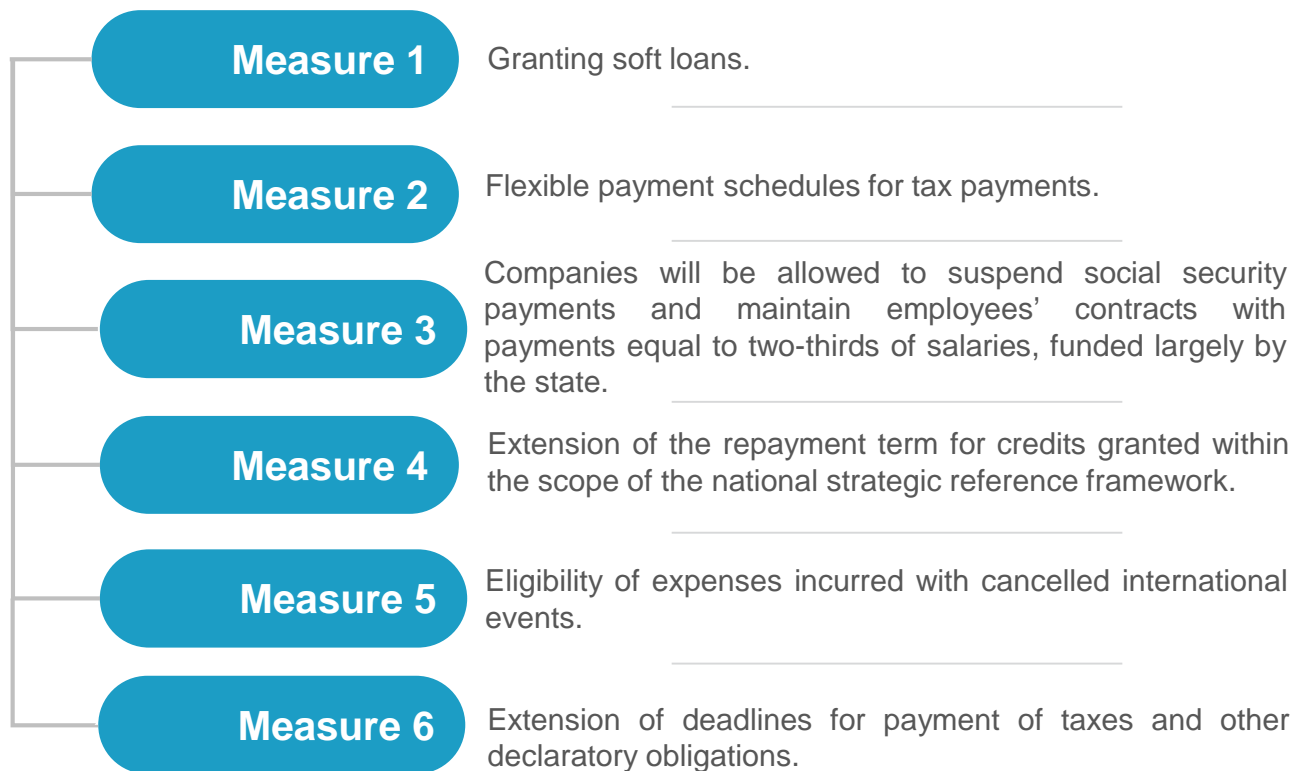 Measure 1
Granting soft loans.
Measure 2
Flexible payment schedules for tax payments.
Measure 3
Companies will be allowed to suspend social security
payments and maintain employees’ contracts with
payments equal to two-thirds of salaries, funded largely by
the state.
Measure 4
Extension of the repayment term for credits granted within
the scope of the national strategic reference framework.
Measure 5
Eligibility of expenses incurred with cancelled international
events.
Measure 6
Extension of deadlines for payment of taxes and other
declaratory obligations.